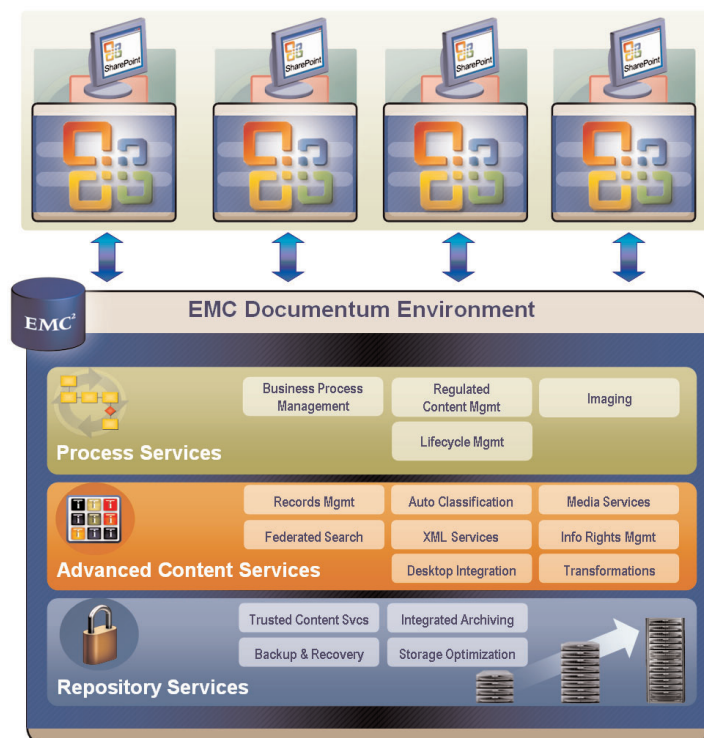 SharePoint
SharePoint
SharePoint
SharePoint
EMC²
EMC Documentum Environment
Business Process
Management
Regulated
Content Mgmt
Imaging
Lifecycle Mgmt
Process Services
Records Mgmt
Auto Classification
Media Services
Federated Search
XML Services
Info Rights Mgmt
Desktop Integration
Transformations
T T T
T T T
T T T
Advanced Content Services
Trusted Content Svcs
Integrated Archiving
Backup & Recovery
Storage Optimization
Repository Services